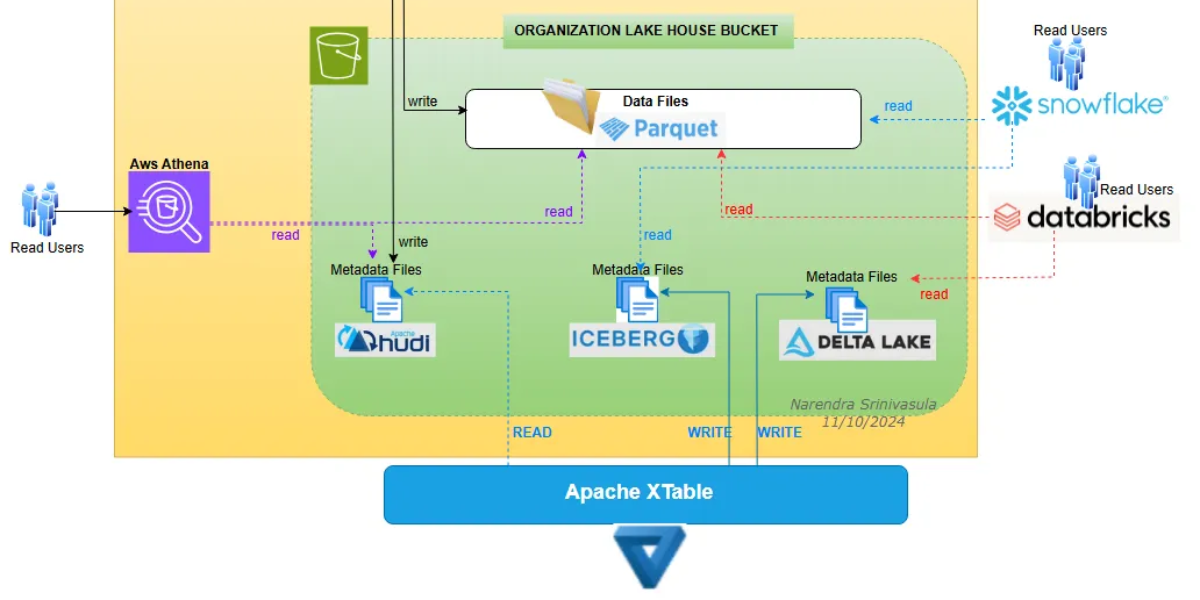 ORGANIZATION LAKE HOUSE BUCKET
Read Users
snowflake®
write
Data Files
Parquet
read
Aws Athena
Read Users
databricks
Read Users
read
read
read
read
write
Metadata Files
Metadata Files
Metadata Files
read
Apache
hudi
ICEBERG
DELTA LAKE
Narendra Srinivasula
11/10/2024
READ
WRITE
WRITE
Apache XTable